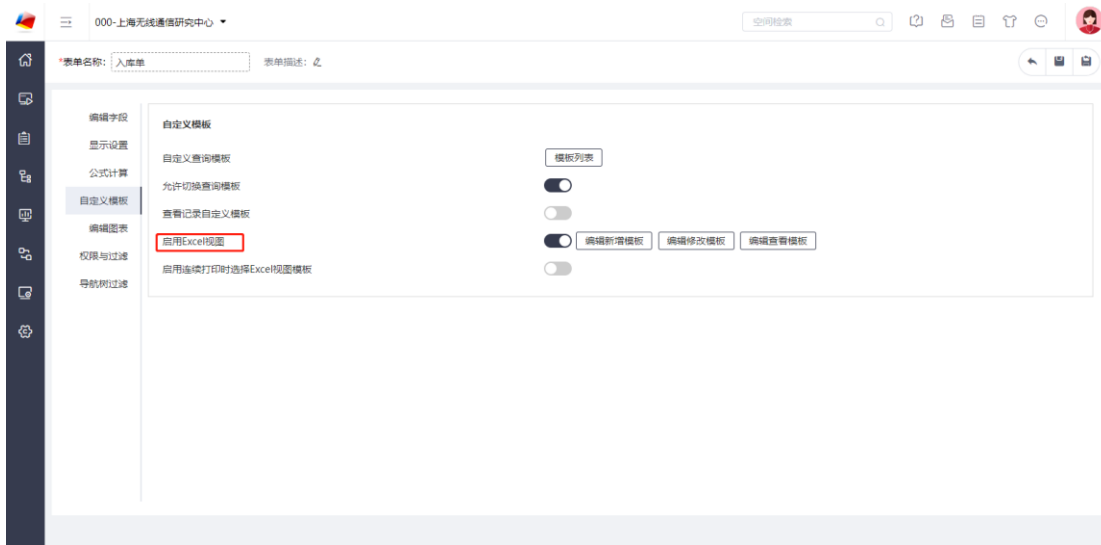 000-上海无线通信研究中心
空间检索
*表单名称: 入库单 表单描述:
编辑字段
显示设置
公式计算
自定义模板
编辑图表
权限与过滤
导航树过滤
自定义模板
自定义查询模板 模板列表
允许切换查询模板
查看记录自定义模板
启用Excel视图 编辑新增模板 编辑修改模板 编辑查看模板
启用连续打印时选择Excel视图模板